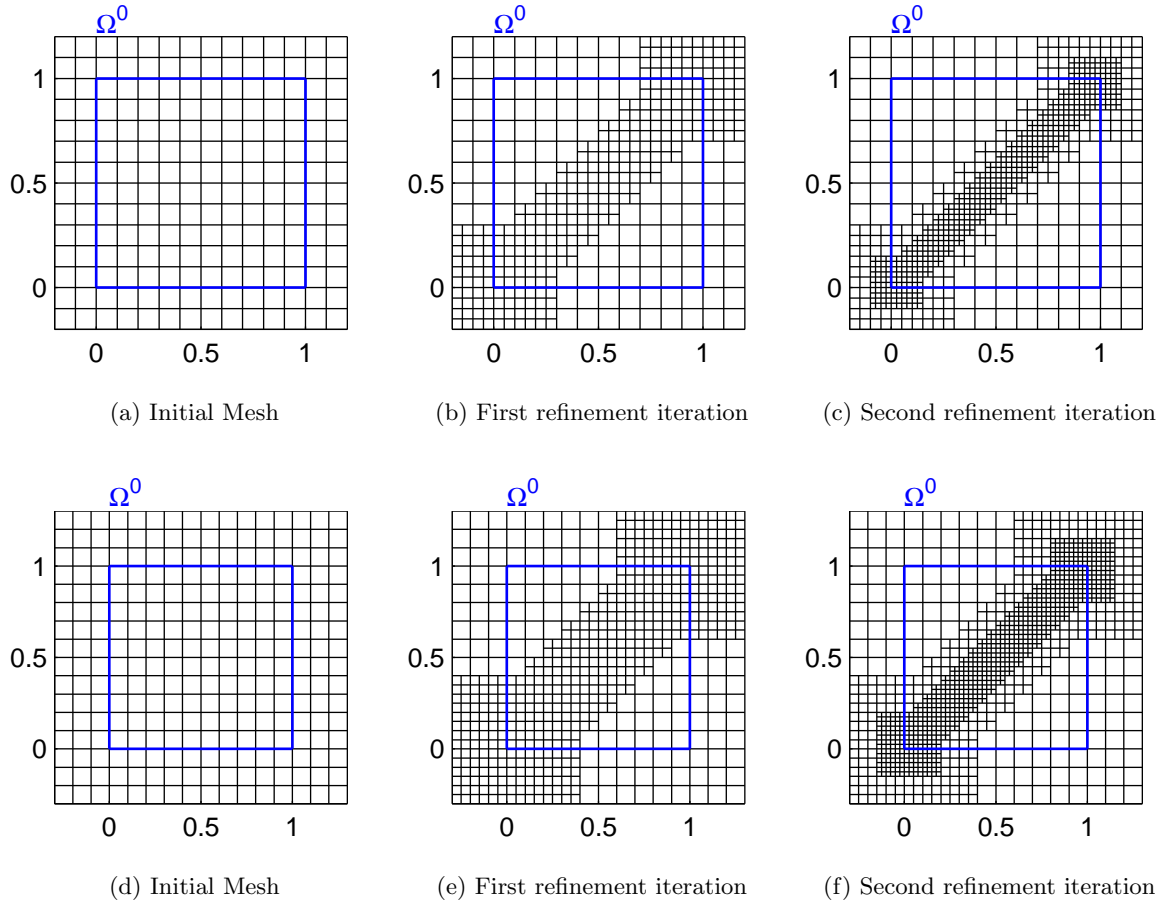 Ω⁰ Ω⁰ Ω⁰
1 1 1
0.5 0.5 0.5
0 0 0
0 0.5 1 0 0.5 1 0 0.5 1
(a) Initial Mesh (b) First refinement iteration (c) Second refinement iteration
Ω⁰ Ω⁰ Ω⁰
1 1 1
0.5 0.5 0.5
0 0 0
0 0.5 1 0 0.5 1 0 0.5 1
(d) Initial Mesh (e) First refinement iteration (f) Second refinement iteration